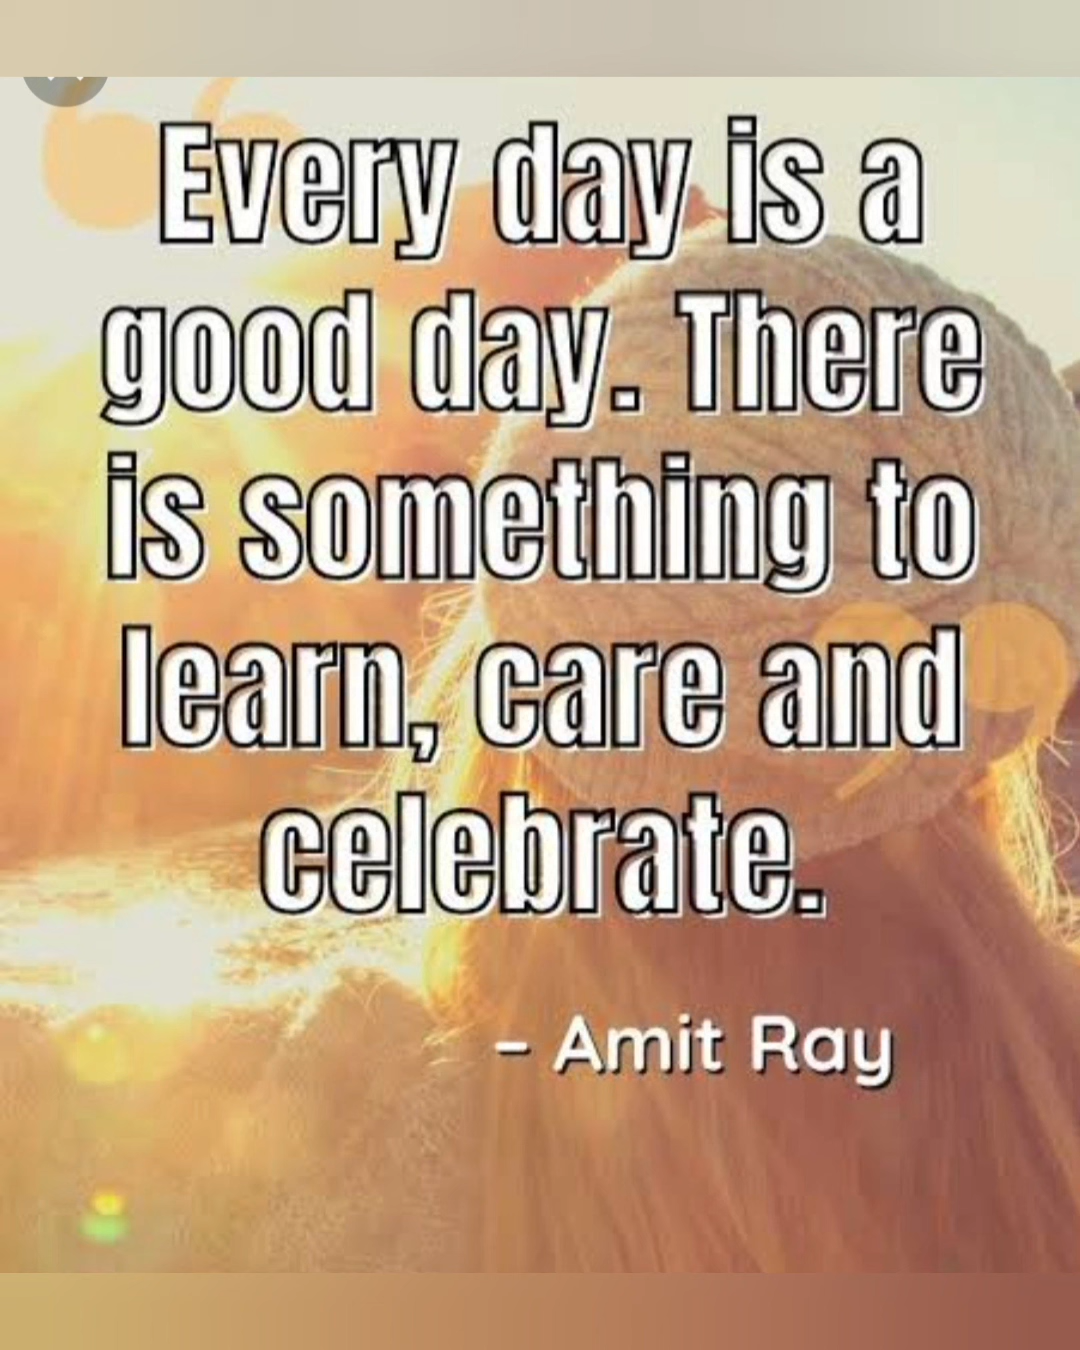 Every day is a
good day. There
is something to
learn, care and
celebrate.
- Amit Ray